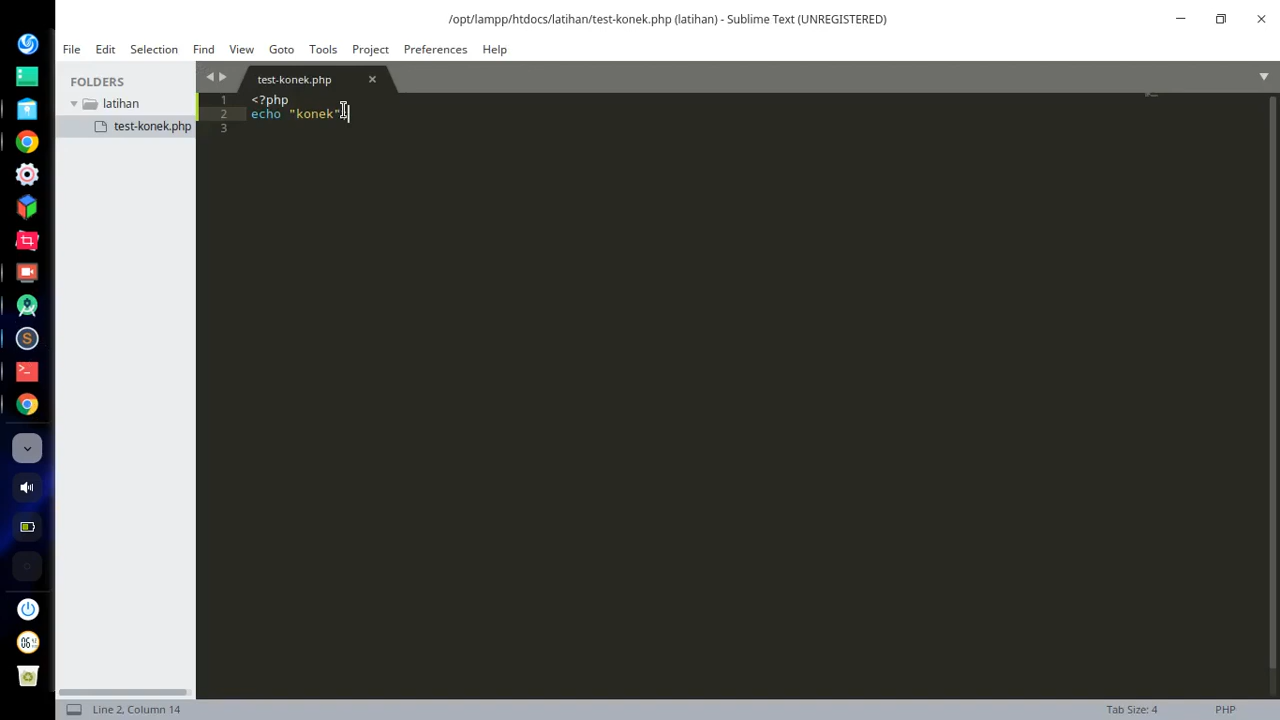 /opt/lampp/htdocs/latihan/test-konek.php (latihan) - Sublime Text (UNREGISTERED)
File Edit Selection Find View Goto Tools Project Preferences Help
FOLDERS
latihan
test-konek.php
test-konek.php
1 <?php
2 echo "konek"
3
Line 2, Column 14
Tab Size: 4
PHP